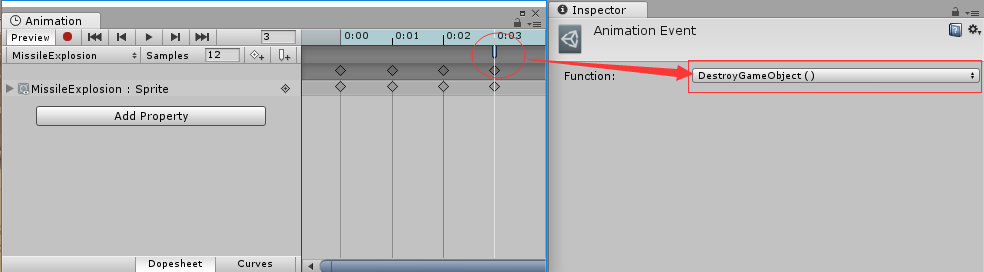 Animation
Preview
3
0:00
0:01
0:02
0:03
MissileExplosion
Samples
12
MissileExplosion : Sprite
Add Property
Dopesheet
Curves
Inspector
Animation Event
Function:
DestroyGameObject ( )